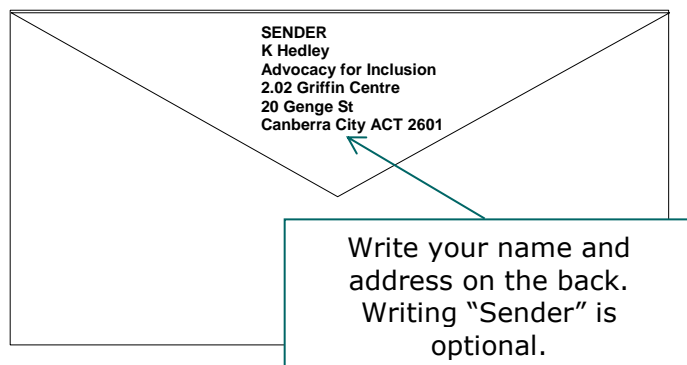 SENDER
K Hedley
Advocacy for Inclusion
2.02 Griffin Centre
20 Genge St
Canberra City ACT 2601
Write your name and
address on the back.
Writing “Sender” is
optional.